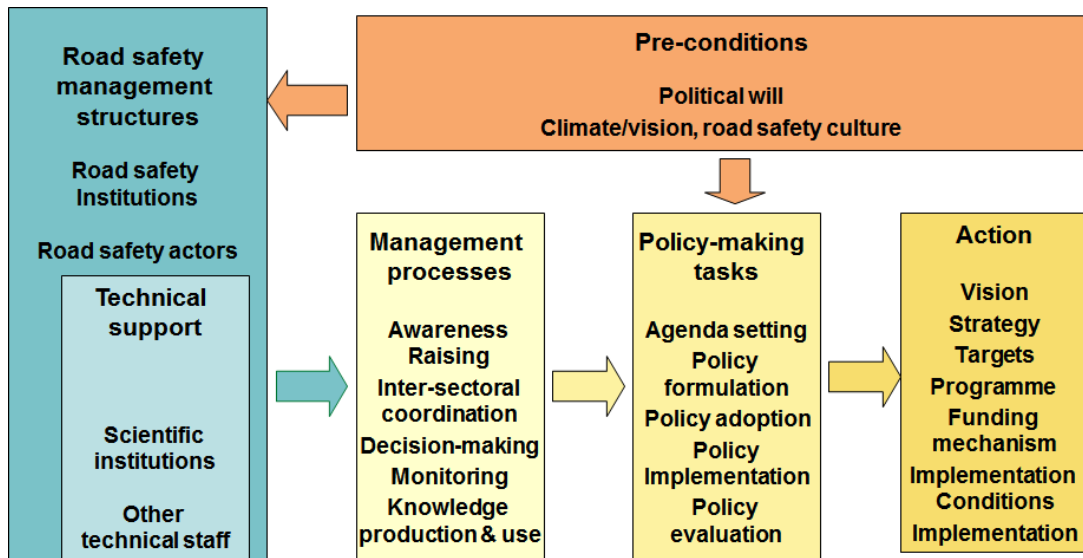 Road safety
management
structures
Road safety
Institutions
Road safety actors
Technical
support
Scientific
institutions
Other
technical staff
Pre-conditions
Political will
Climate/vision, road safety culture
Management
processes
Awareness
Raising
Inter-sectoral
coordination
Decision-making
Monitoring
Knowledge
production & use
Policy-making
tasks
Agenda setting
Policy
formulation
Policy adoption
Policy
Implementation
Policy
evaluation
Action
Vision
Strategy
Targets
Programme
Funding
mechanism
Implementation
Conditions
Implementation